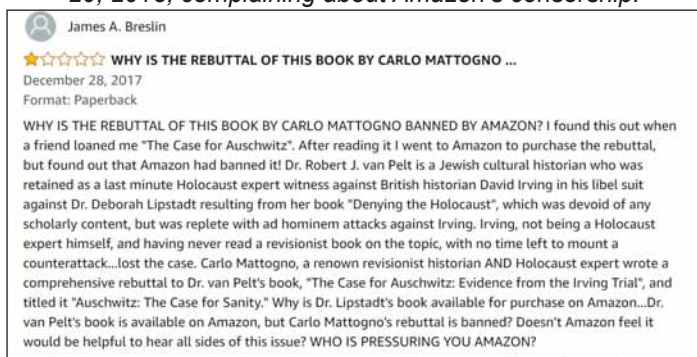 20, 2018, complaining about Amazon's censorship:
James A. Breslin
WHY IS THE REBUTTAL OF THIS BOOK BY CARLO MATTOGNO ...
December 28, 2017
Format: Paperback
WHY IS THE REBUTTAL OF THIS BOOK BY CARLO MATTOGNO BANNED BY AMAZON? I found this out when
a friend loaned me "The Case for Auschwitz". After reading it I went to Amazon to purchase the rebuttal,
but found out that Amazon had banned it! Dr. Robert J. van Pelt is a Jewish cultural historian who was
retained as a last minute Holocaust expert witness against British historian David Irving in his libel suit
against Dr. Deborah Lipstadt resulting from her book "Denying the Holocaust", which was devoid of any
scholarly content, but was replete with ad hominem attacks against Irving. Irving, not being a Holocaust
expert himself, and having never read a revisionist book on the topic, with no time left to mount a
counterattack...lost the case. Carlo Mattogno, a renown revisionist historian AND Holocaust expert wrote a
comprehensive rebuttal to Dr. van Pelt's book, "The Case for Auschwitz: Evidence from the Irving Trial", and
titled it "Auschwitz: The Case for Sanity." Why is Dr. Lipstadt's book available for purchase on Amazon...Dr.
van Pelt's book is available on Amazon, but Carlo Mattogno's rebuttal is banned? Doesn't Amazon feel it
would be helpful to hear all sides of this issue? WHO IS PRESSURING YOU AMAZON?